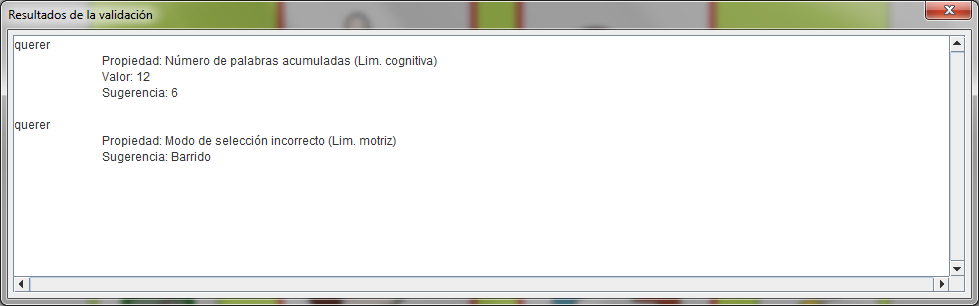 Resultados de la validación
querer
Propiedad: Número de palabras acumuladas (Lim. cognitiva)
Valor: 12
Sugerencia: 6
querer
Propiedad: Modo de selección incorrecto (Lim. motriz)
Sugerencia: Barrido